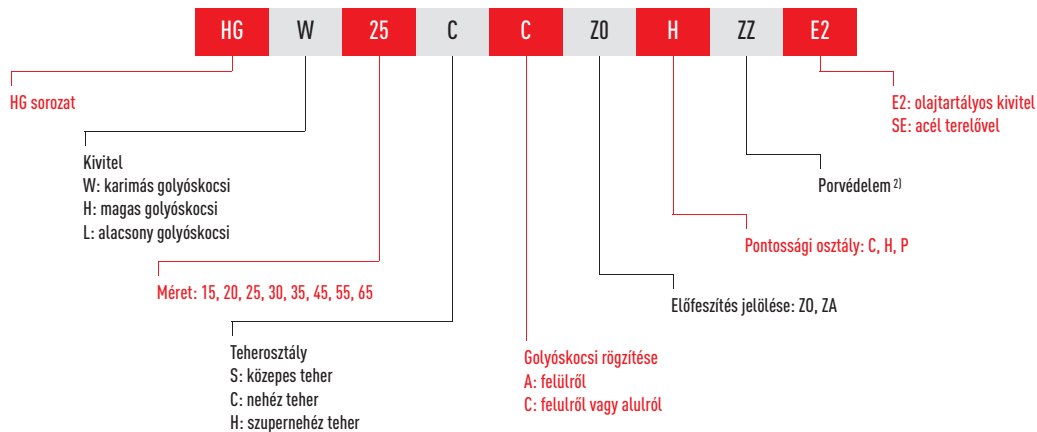 HG W 25 C C Z0 H ZZ E2
HG sorozat
E2: olajtartályos kivitel
SE: acél terelővel
Kivitel
W: karimás golyóskocsi
H: magas golyóskocsi
L: alacsony golyóskocsi
Porvédelem 2)
Pontossági osztály: C, H, P
Méret: 15, 20, 25, 30, 35, 45, 55, 65
Előfeszítés jelölése: Z0, ZA
Teherosztály
S: közepes teher
C: nehéz teher
H: szupernehéz teher
Golyóskocsi rögzítése
A: felülről
C: felulről vagy alulról